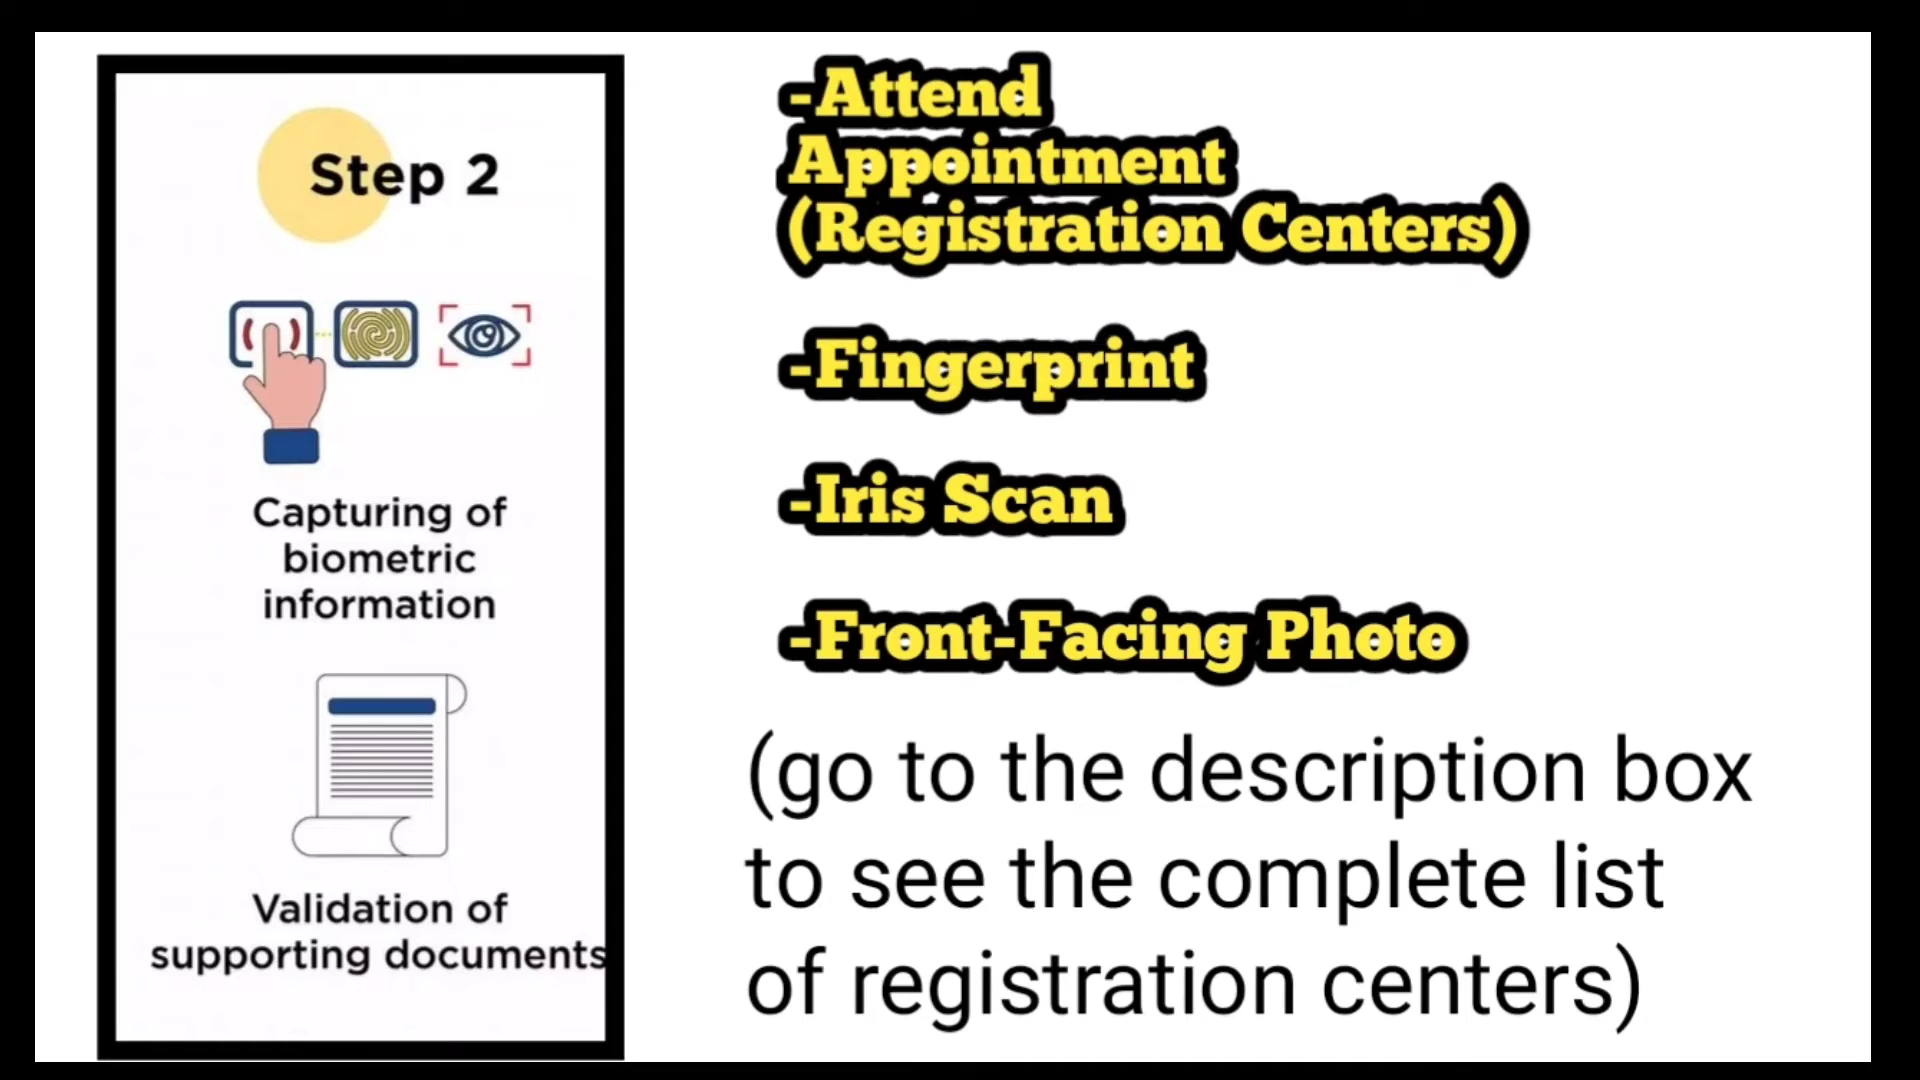 Step 2
Capturing of
biometric
information
Validation of
supporting documents
-Attend
Appointment
(Registration Centers)
-Fingerprint
-Iris Scan
-Front-Facing Photo
(go to the description box
to see the complete list
of registration centers)